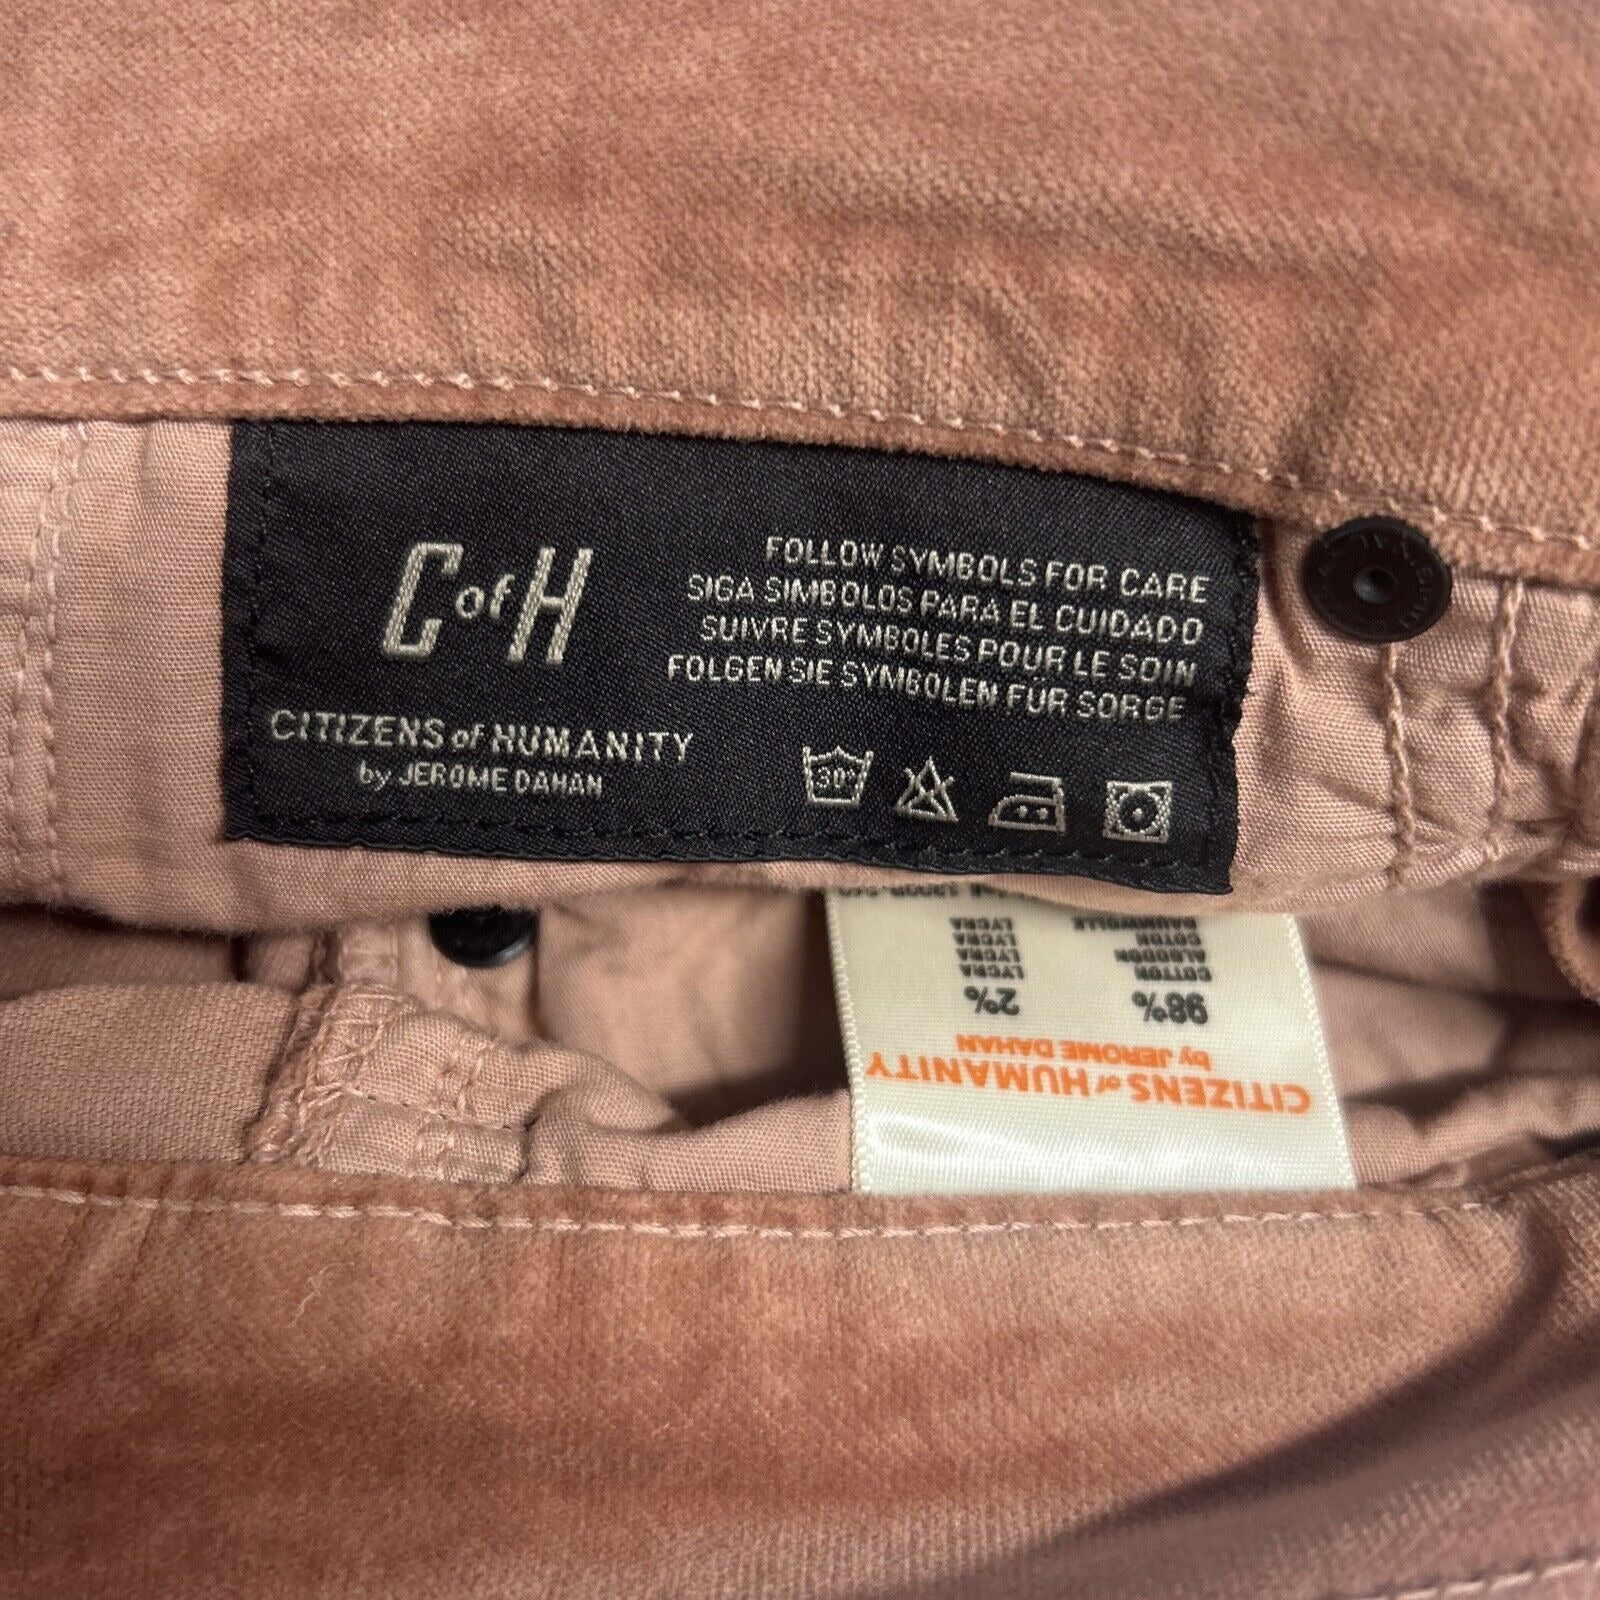 C of H
CITIZENS of HUMANITY
by JEROME DAHAN
FOLLOW SYMBOLS FOR CARE
SIGA SIMBOLOS PARA EL CUIDADO
SUIVRE SYMBOLES POUR LE SOIN
FOLGEN SIE SYMBOLEN FUR SORGE
30°
CITIZENS of HUMANITY
by JEROME DAHAN
98% 2%
COTTON LYCRA
ALGODON LYCRA
COTON LYCRA
BAUMWOLLE LYCRA